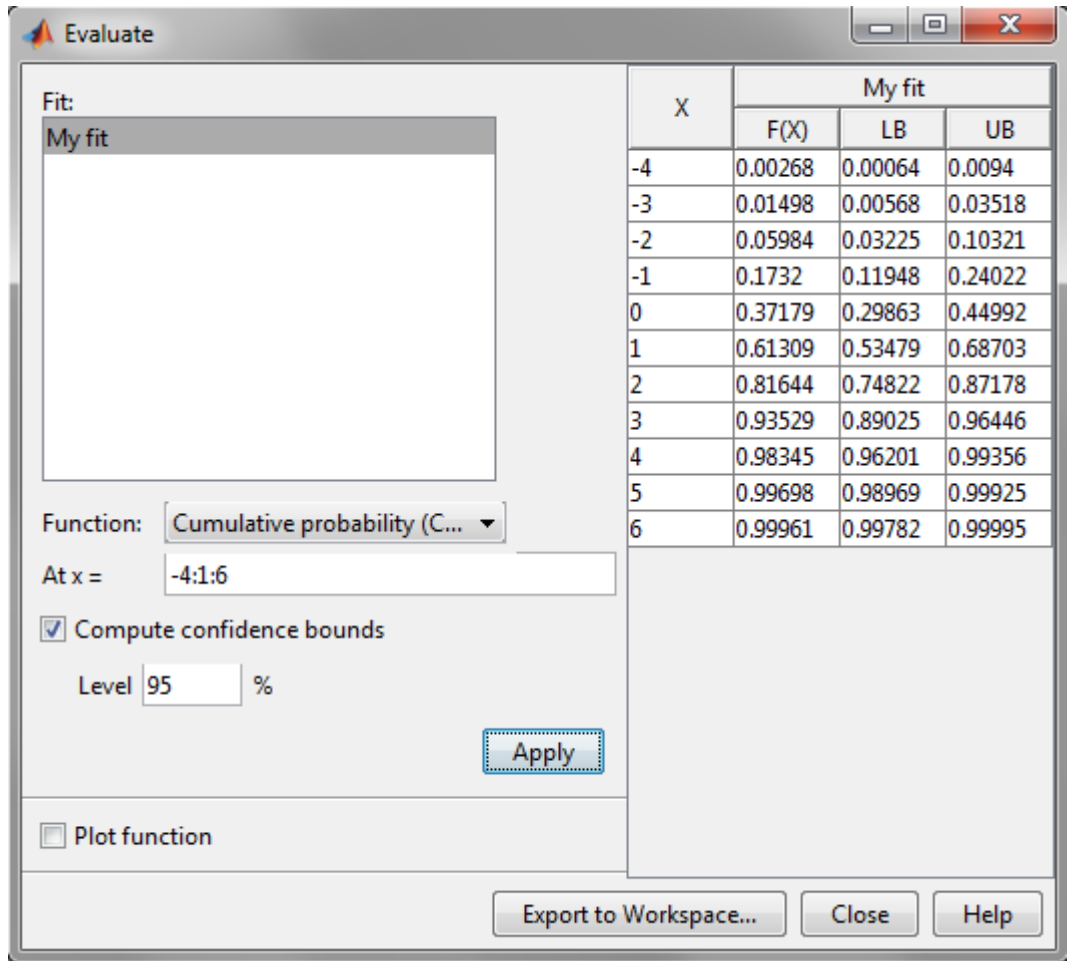 Evaluate
Fit:
My fit
Function: Cumulative probability (C...
At x = -4:1:6
Compute confidence bounds
Level 95 %
Apply
Plot function
X My fit
F(X) LB UB
-4 0.00268 0.00064 0.0094
-3 0.01498 0.00568 0.03518
-2 0.05984 0.03225 0.10321
-1 0.1732 0.11948 0.24022
0 0.37179 0.29863 0.44992
1 0.61309 0.53479 0.68703
2 0.81644 0.74822 0.87178
3 0.93529 0.89025 0.96446
4 0.98345 0.96201 0.99356
5 0.99698 0.98969 0.99925
6 0.99961 0.99782 0.99995
Export to Workspace... Close Help